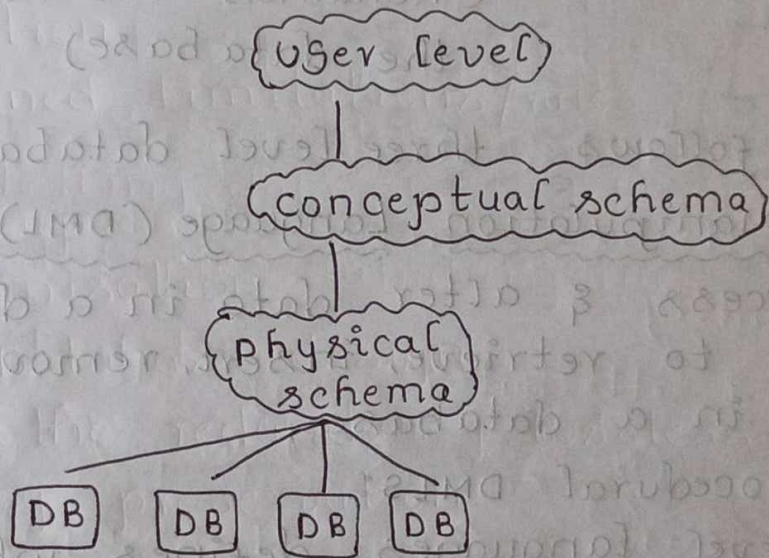 User level
conceptual schema
physical
schema
DB DB DB DB